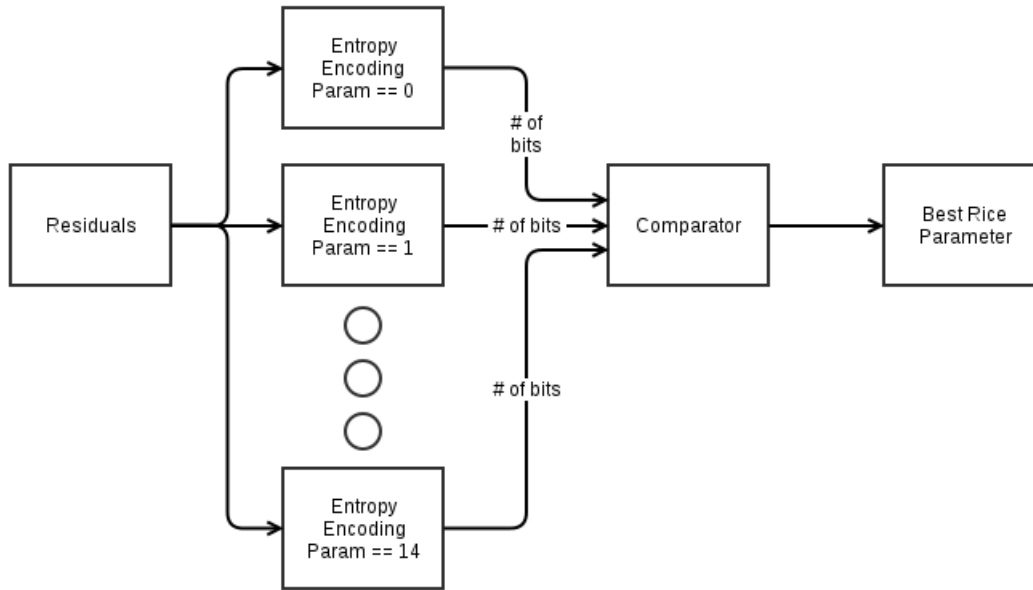 Entropy
Encoding
Param == 0
# of
bits
Residuals
Entropy
Encoding
Param == 1
# of bits
Comparator
Best Rice
Parameter
# of bits
Entropy
Encoding
Param == 14